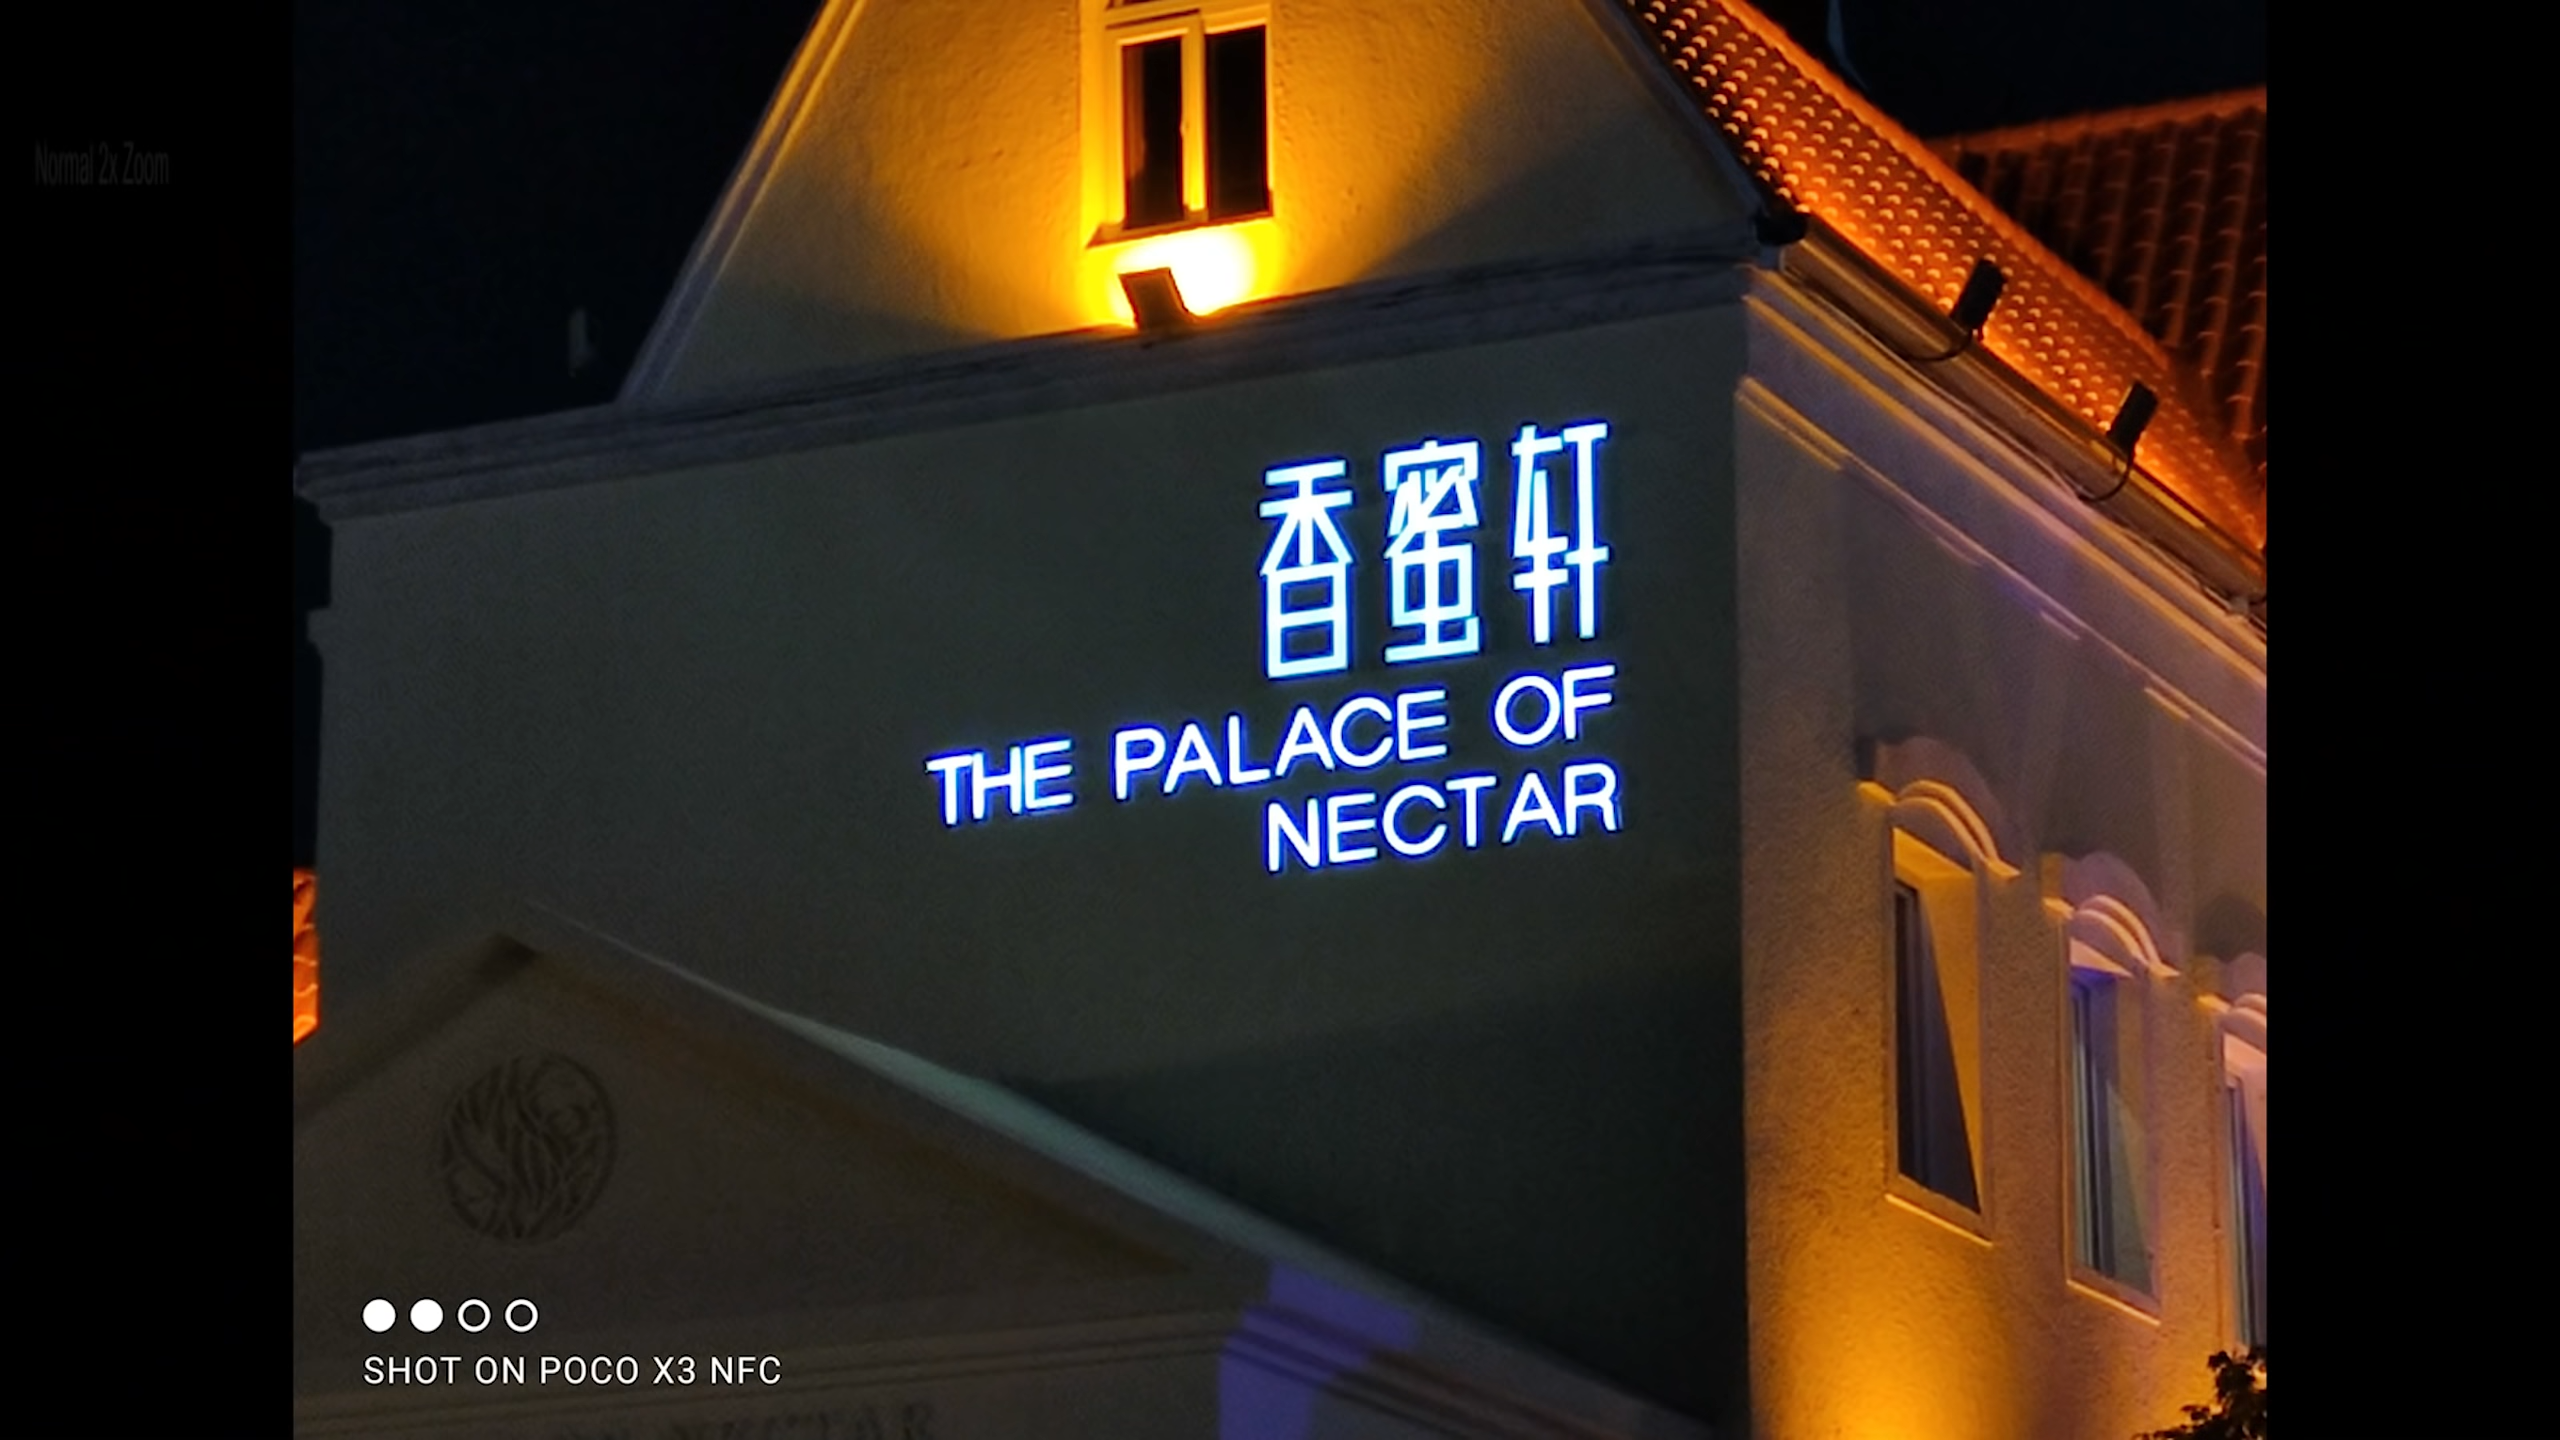 Normal 2x Zoom
香蜜轩
THE PALACE OF
NECTAR
SHOT ON POCO X3 NFC